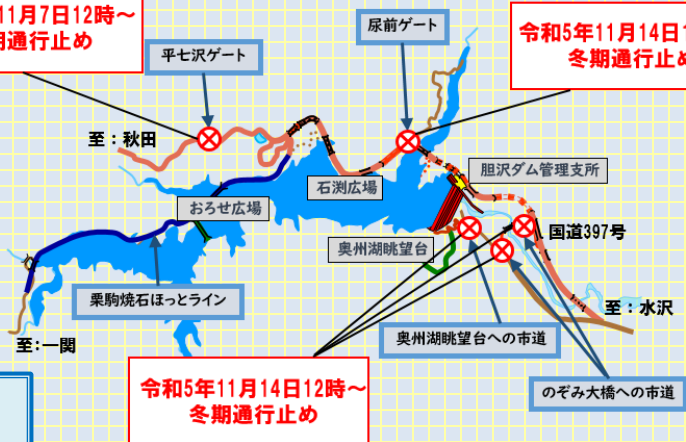 11月7日12時～
通行止め
尿前ゲート
令和5年11月14日1
冬期通行止め
平七沢ゲート
至：秋田
胆沢ダム管理支所
石渕広場
おろせ広場
国道397号
奥州湖眺望台
栗駒焼石ほっとライン
至：水沢
奥州湖眺望台への市道
至：一関
令和5年11月14日12時～
冬期通行止め
のぞみ大橋への市道